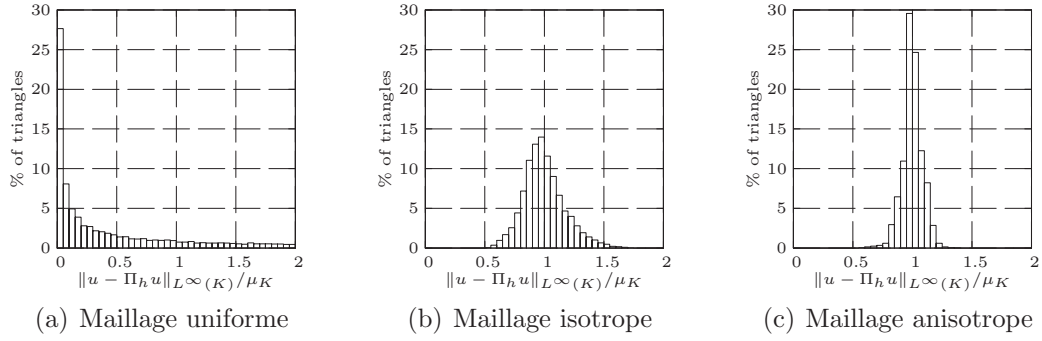 30
25
20
15
10
5
0
% of triangles
0 0.5 1 1.5 2
‖u − Π_h u‖_{L^∞(K)}/μ_K
(a) Maillage uniforme
30
25
20
15
10
5
0
% of triangles
0 0.5 1 1.5 2
‖u − Π_h u‖_{L^∞(K)}/μ_K
(b) Maillage isotrope
30
25
20
15
10
5
0
% of triangles
0 0.5 1 1.5 2
‖u − Π_h u‖_{L^∞(K)}/μ_K
(c) Maillage anisotrope